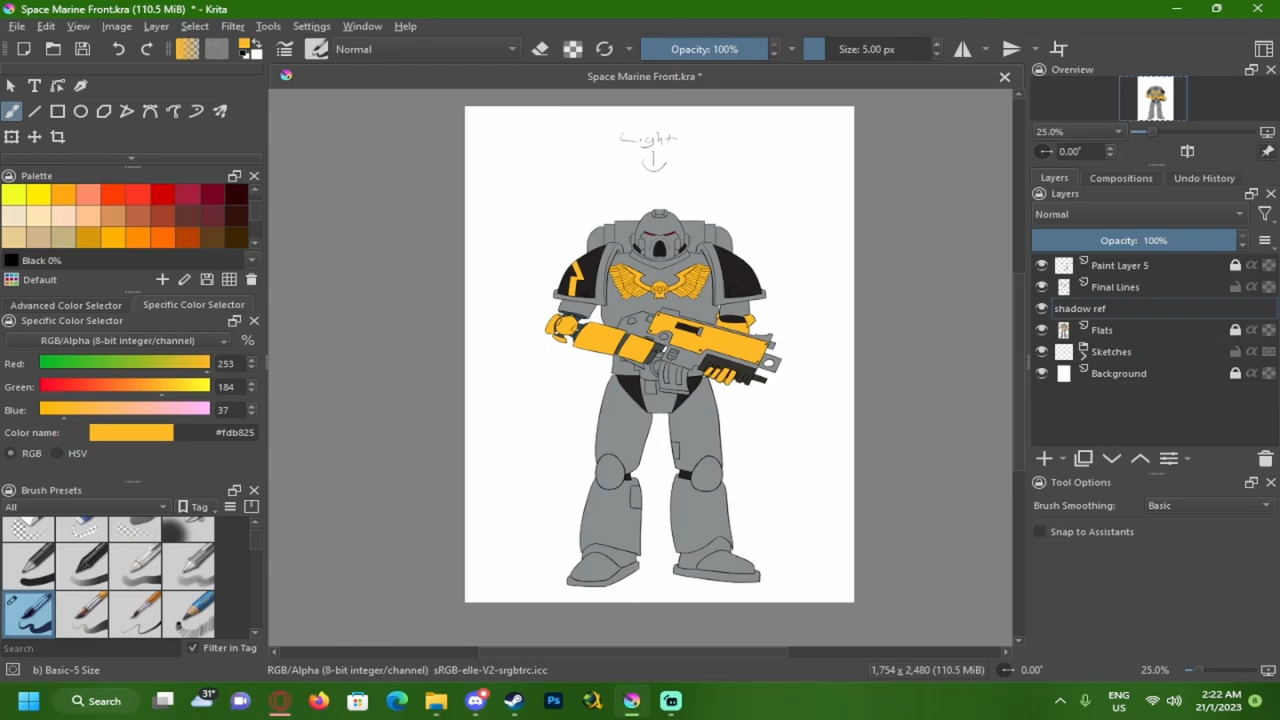 Space Marine Front.kra (110.5 MiB) * - Krita
File Edit View Image Layer Select Filter Tools Settings Window Help
Normal Opacity: 100% Size: 5.00 px
Space Marine Front.kra *
Light
Overview
25.0%
0.00°
Palette
Black 0%
Default
Advanced Color Selector Specific Color Selector
Specific Color Selector
RGB/Alpha (8-bit integer/channel) %
Red: 253
Green: 184
Blue: 37
Color name: #fdb825
RGB HSV
Brush Presets
All Tag
Search Filter in Tag
b) Basic-5 Size
Layers Compositions Undo History
Layers
Normal
Opacity: 100%
Paint Layer 5
Final Lines
shadow ref
Flats
Sketches
Background
Tool Options
Brush Smoothing: Basic
Snap to Assistants
RGB/Alpha (8-bit integer/channel) sRGB-elle-V2-srgbtrc.icc 1,754 x 2,480 (110.5 MiB) 0.00° 25.0%
Search 31° Ps ENG US 2:22 AM 21/1/2023 8